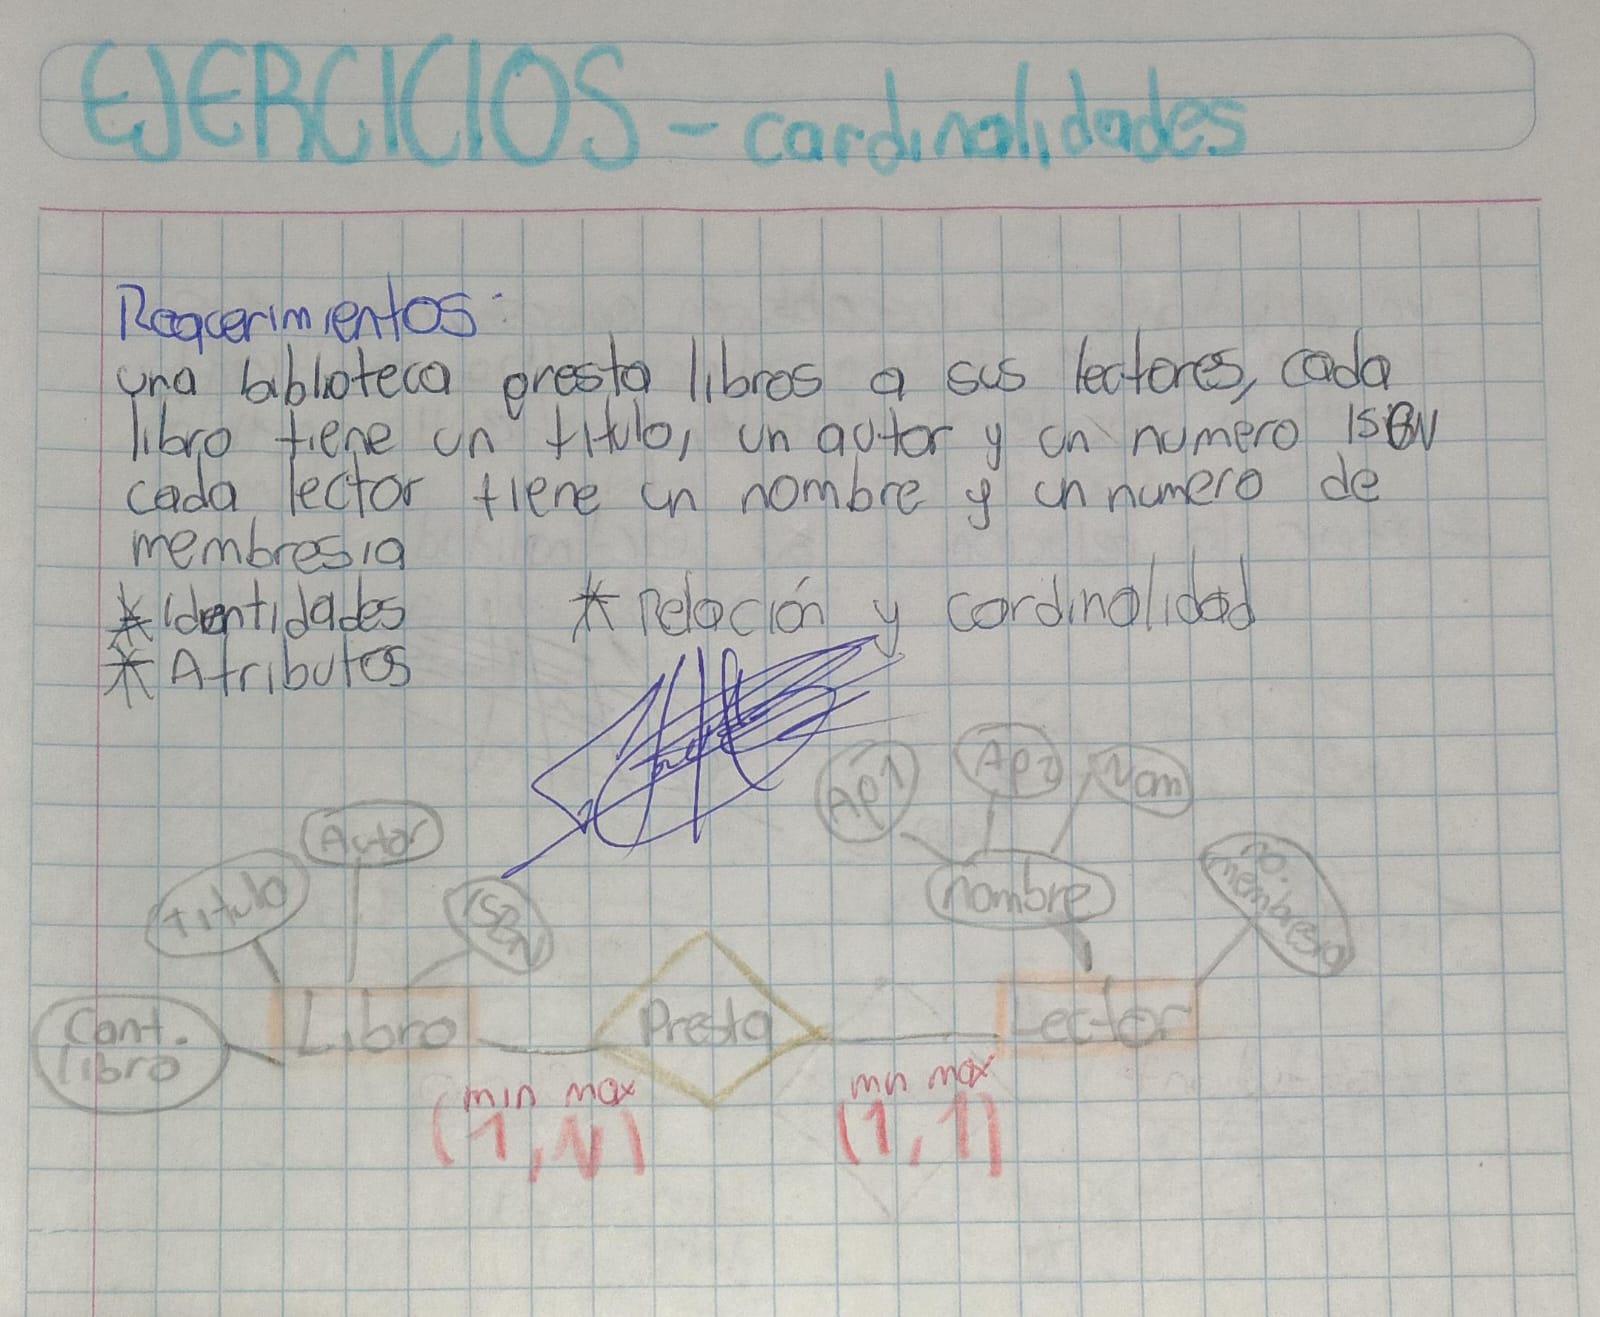 EJERCICIOS - cardinalidades
Requerimientos:
una biblioteca presta libros a sus lectores, cada
libro tiene un titulo, un autor y un numero ISBN
cada lector tiene un nombre y un numero de
membresia
* Identidades * Relación y cardinalidad
* Atributos
Ap1 Ap2 Nom
Autor
Titulo ISBN nombre no. membresia
Cant. libro Libro Presta Lector
min max mn max
(1,N) (1,1)